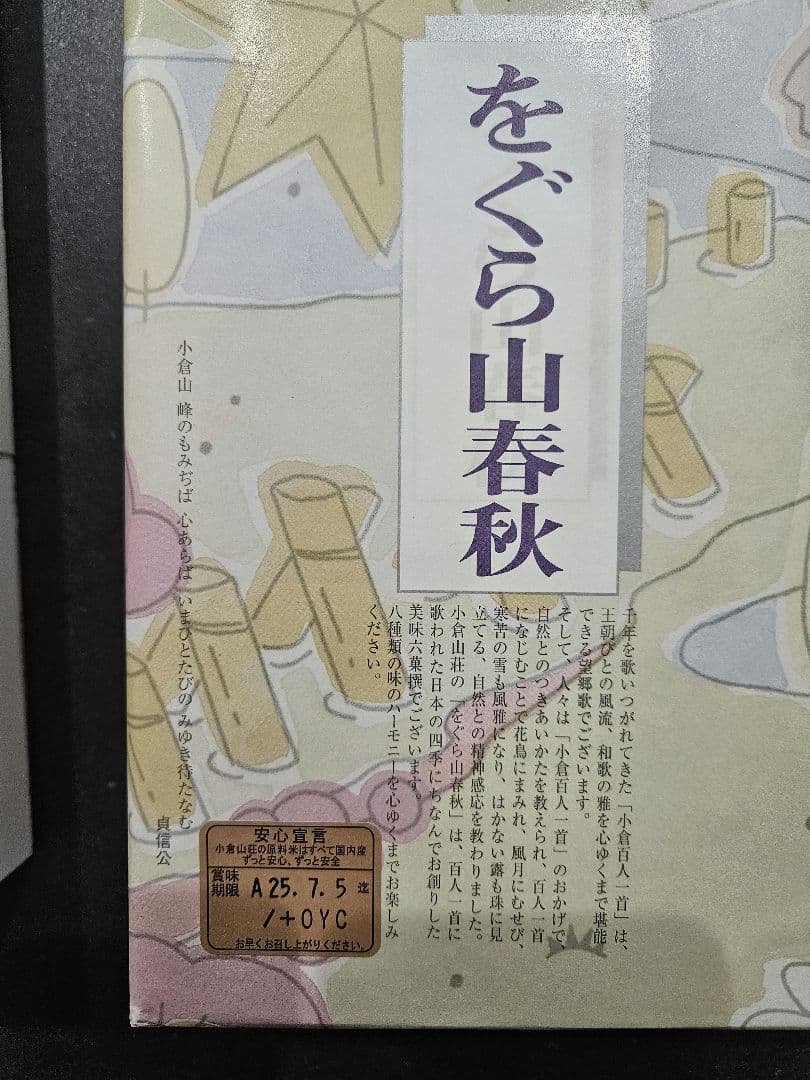 をぐら山春秋
千年を歌いつがれてきた「小倉百人一首」は、
王朝びとの風流、和歌の雅を心ゆくまで堪能
できる望郷歌でございます。
そして、人々は「小倉百人一首」のおかげで、
自然とのつきあいかたを教えられ、百人一首
になじむことで花鳥にまみれ、風月にむせび、
寒苦の雪も風雅になり、はかない露も珠に見
立てる、自然との精神感応を教わりました。
小倉山荘の「をぐら山春秋」は、百人一首に
歌われた日本の四季にちなんでお創りした
美味六菓撰でございます。
八種類の味のハーモニーを心ゆくまでお楽しみ
ください。
小倉山 峰のもみぢば 心あらば いまひとたびの みゆき待たなむ
貞信公
安心宣言
小倉山荘の原料米はすべて国内産
ずっと安心、ずっと安全
賞味期限 A 25. 7. 5 迄
/+OYC
お早くお召し上がりください。